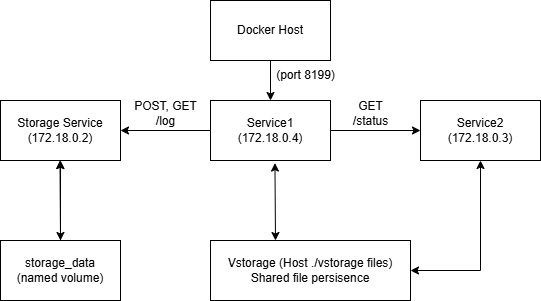 Docker Host
(port 8199)
POST, GET
/log
GET
/status
Storage Service
(172.18.0.2)
Service1
(172.18.0.4)
Service2
(172.18.0.3)
storage_data
(named volume)
Vstorage (Host ./vstorage files)
Shared file persisence